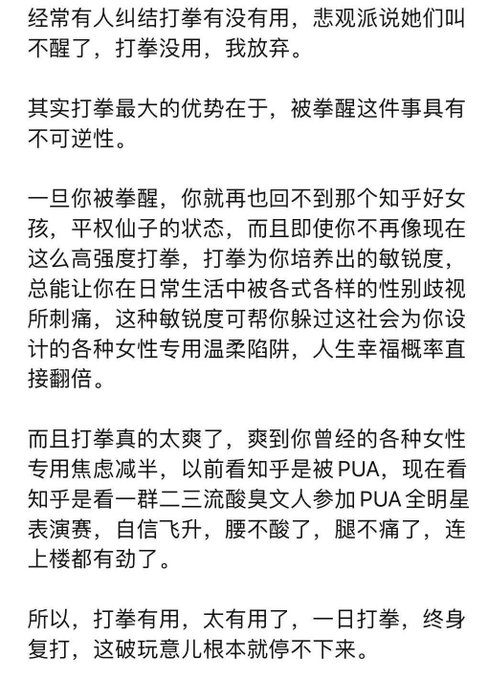 经常有人纠结打拳有没有用，悲观派说她们叫
不醒了，打拳没用，我放弃。
其实打拳最大的优势在于，被拳醒这件事具有
不可逆性。
一旦你被拳醒，你就再也回不到那个知乎好女
孩，平权仙子的状态，而且即使你不再像现在
这么高强度打拳，打拳为你培养出的敏锐度，
总能让你在日常生活中被各式各样的性别歧视
所刺痛，这种敏锐度可帮你躲过这社会为你设
计的各种女性专用温柔陷阱，人生幸福概率直
接翻倍。
而且打拳真的太爽了，爽到你曾经的各种女性
专用焦虑减半，以前看知乎是被PUA，现在看
知乎是看一群二三流酸臭文人参加PUA全明星
表演赛，自信飞升，腰不酸了，腿不痛了，连
上楼都有劲了。
所以，打拳有用，太有用了，一日打拳，终身
复打，这破玩意儿根本就停不下来。